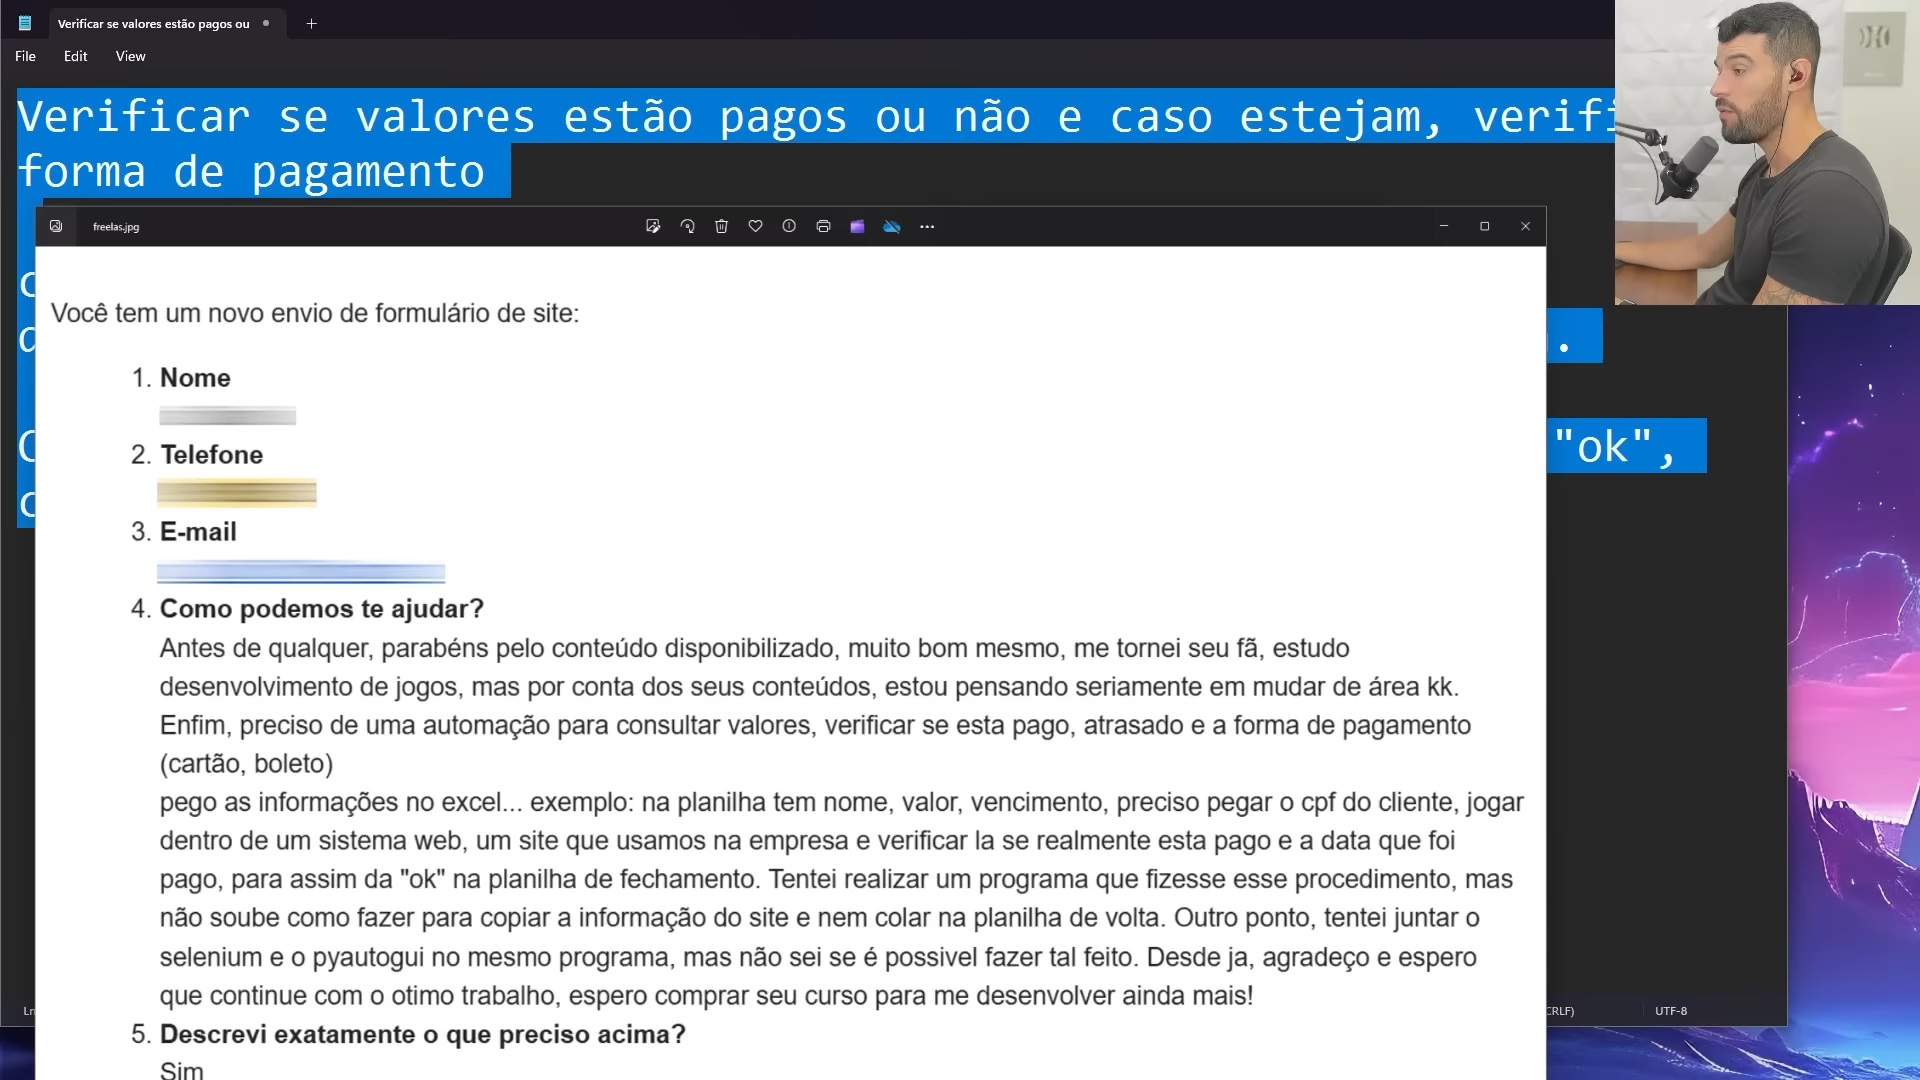 Verificar se valores estão pagos ou
File
Edit
View
Verificar se valores estão pagos ou não e caso estejam,
forma de pagamento
freelas.jpg
Você tem um novo envio de formulário de site:
1. Nome
2. Telefone
3. E-mail
4. Como podemos te ajudar?
Antes de qualquer, parabéns pelo conteúdo disponibilizado, muito bom mesmo, me tornei seu fã, estudo
desenvolvimento de jogos, mas por conta dos seus conteúdos, estou pensando seriamente em mudar de área kk.
Enfim, preciso de uma automação para consultar valores, verificar se esta pago, atrasado e a forma de pagamento
(cartão, boleto)
pego as informações no excel... exemplo: na planilha tem nome, valor, vencimento, preciso pegar o cpf do cliente, jogar
dentro de um sistema web, um site que usamos na empresa e verificar la se realmente esta pago e a data que foi
pago, para assim da "ok" na planilha de fechamento. Tentei realizar um programa que fizesse esse procedimento, mas
não soube como fazer para copiar a informação do site e nem colar na planilha de volta. Outro ponto, tentei juntar o
selenium e o pyautogui no mesmo programa, mas não sei se é possivel fazer tal feito. Desde ja, agradeço e espero
que continue com o otimo trabalho, espero comprar seu curso para me desenvolver ainda mais!
5. Descrevi exatamente o que preciso acima?
Sim
"ok",
CRLF)
UTF-8